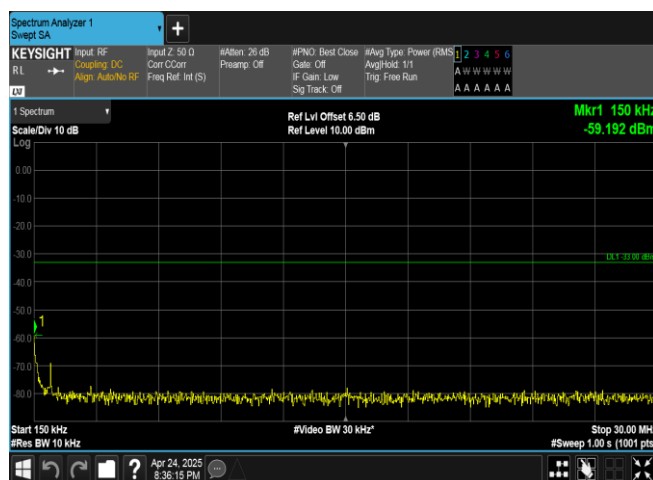 Spectrum Analyzer 1
Swept SA
+
KEYSIGHT Input: RF Input Z: 50 Ω #Atten: 26 dB #PNO: Best Close #Avg Type: Power (RMS 1 2 3 4 5 6
RL Coupling: DC Corr CCorr Preamp: Off Gate: Off Avg|Hold: 1/1 A W W W W W
Align: Auto/No RF Freq Ref: Int (S) IF Gain: Low Trig: Free Run
LXI Sig Track: Off A A A A A A
1 Spectrum Ref Lvl Offset 6.50 dB Mkr1 150 kHz
Scale/Div 10 dB Ref Level 10.00 dBm -59.192 dBm
Log
0.00
-10.0
-20.0
DL1 -33.00 dBm
-30.0
-40.0
-50.0
1
-60.0
-70.0
-80.0
Start 150 kHz #Video BW 30 kHz* Stop 30.00 MHz
#Res BW 10 kHz #Sweep 1.00 s (1001 pts
? Apr 24, 2025
8:36:15 PM